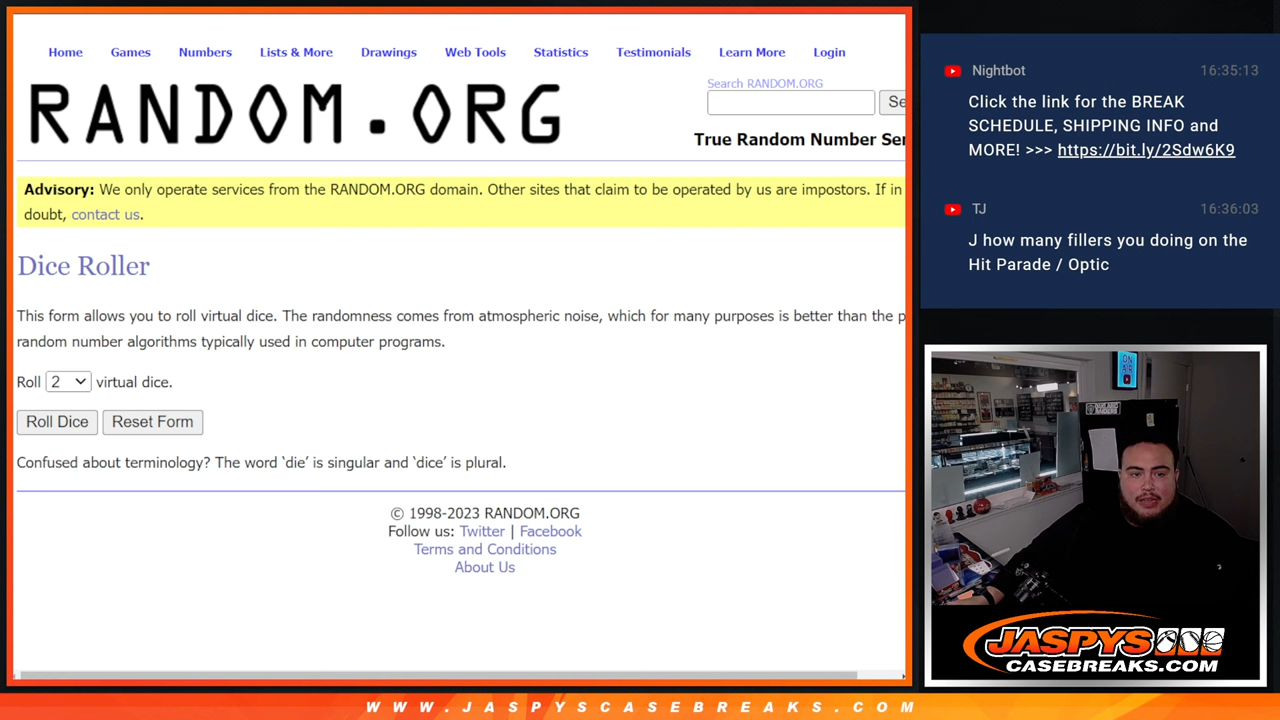 Home Games Numbers Lists & More Drawings Web Tools Statistics Testimonials Learn More Login
RANDOM.ORG
Search RANDOM.ORG
Se
True Random Number Ser
Advisory: We only operate services from the RANDOM.ORG domain. Other sites that claim to be operated by us are impostors. If in
doubt, contact us.
Dice Roller
This form allows you to roll virtual dice. The randomness comes from atmospheric noise, which for many purposes is better than the p
random number algorithms typically used in computer programs.
Roll 2 virtual dice.
Roll Dice Reset Form
Confused about terminology? The word ‘die’ is singular and ‘dice’ is plural.
© 1998-2023 RANDOM.ORG
Follow us: Twitter | Facebook
Terms and Conditions
About Us
Nightbot 16:35:13
Click the link for the BREAK
SCHEDULE, SHIPPING INFO and
MORE! >>> https://bit.ly/2Sdw6K9
TJ 16:36:03
J how many fillers you doing on the
Hit Parade / Optic
ON
AIR
JASPYS
CASEBREAKS.COM
WWW.JASPYSCASEBREAKS.COM